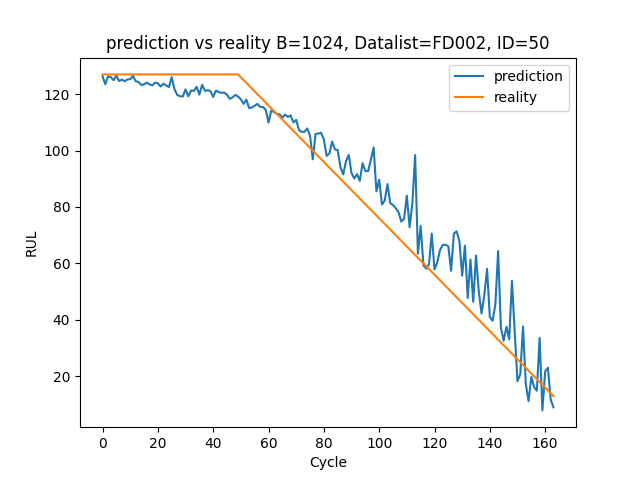 prediction vs reality B=1024, Datalist=FD002, ID=50
prediction
reality
RUL
120
100
80
60
40
20
0 20 40 60 80 100 120 140 160
Cycle